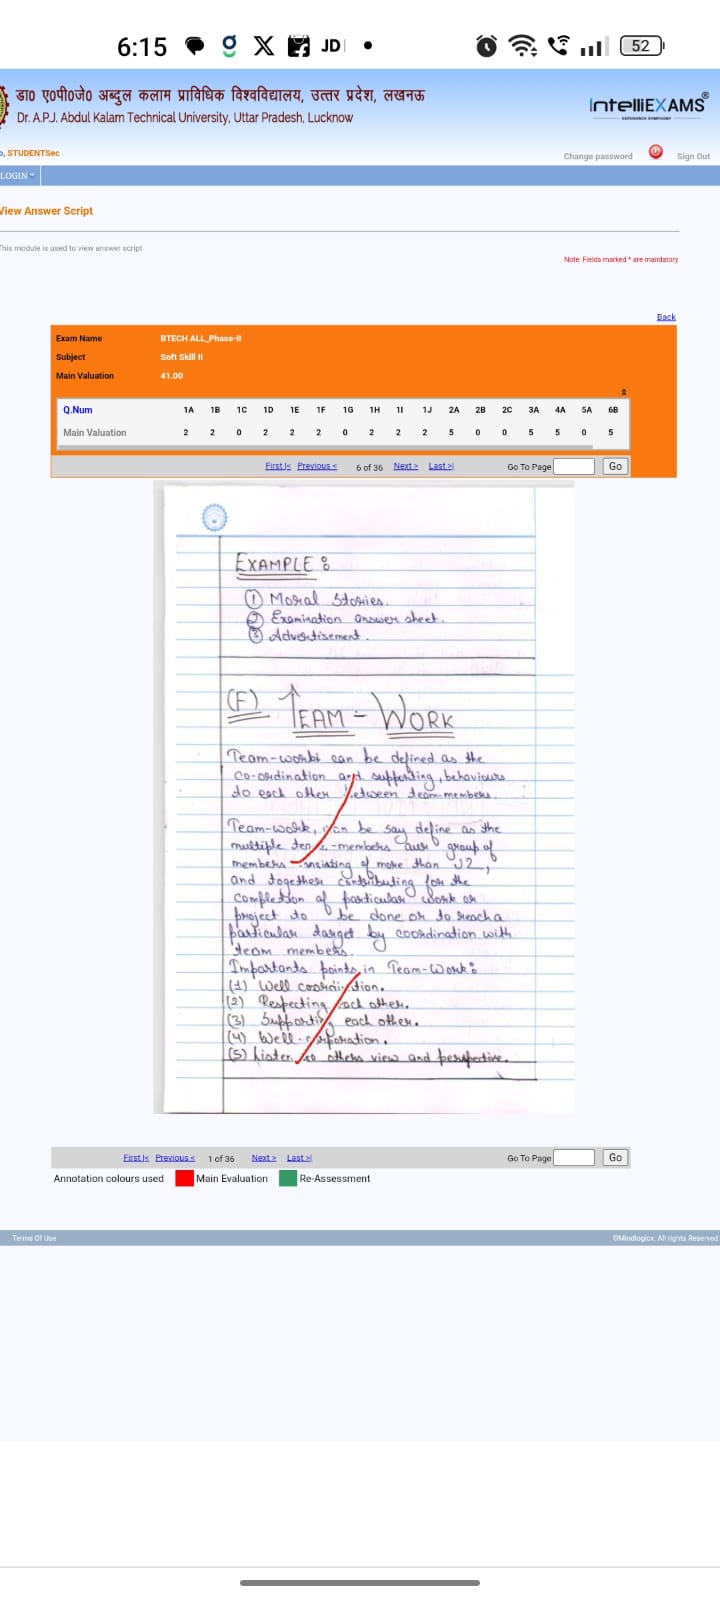 6:15 JD 52
डा० ए०पी०जे० अब्दुल कलाम प्राविधिक विश्वविद्यालय, उत्तर प्रदेश, लखनऊ
Dr. A.P.J. Abdul Kalam Technical University, Uttar Pradesh, Lucknow
IntelliEXAMS®
o, STUDENTSec
Change password Sign Out
LOGIN
View Answer Script
This module is used to view answer script
Note: Fields marked * are mandatory
Back
Exam Name BTECH ALL_Phase-II
Subject Soft Skill II
Main Valuation 41.00
Q.Num 1A 1B 1C 1D 1E 1F 1G 1H 1I 1J 2A 2B 2C 3A 4A 5A 6B
Main Valuation 2 2 0 2 2 2 0 2 2 2 5 0 0 5 5 0 5
First|< Previous < 6 of 36 Next > Last >| Go To Page Go
EXAMPLE :
(1) Moral Stories.
(2) Examination answer sheet.
(3) Advertisement.
(F) TEAM - WORK
Team-work can be defined as the
co-ordination and supporting, behaviours
to each other between team-members.
Team-work, can be say define as the
multiple -members group of
members of more than 2,
and together contributing for the
completion of particular work or
project to be done or to reach a
particular target by coordination with
team members.
Importants points in Team-Work:
(1) Well
(2) Respecting each other.
(3) Supporting each other.
(4) Well
(5) Listen to others view and perspective.
First|< Previous < 1 of 36 Next > Last >| Go To Page Go
Annotation colours used Main Evaluation Re-Assessment
Terms Of Use ©Mindlogicx. All rights Reserved